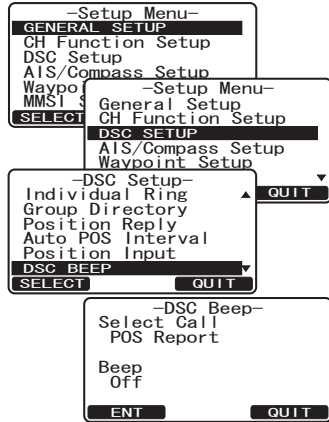 –Setup Menu–
GENERAL SETUP
CH Function Setup
DSC Setup
AIS/Compass Setup
Waypoi
MMSI S
SELECT
–Setup Menu–
General Setup
CH Function Setup
DSC SETUP
AIS/Compass Setup
Waypoint Setup
QUIT
–DSC Setup–
Individual Ring
Group Directory
Position Reply
Auto POS Interval
Position Input
DSC BEEP
SELECT QUIT
–DSC Beep–
Select Call
POS Report
Beep
Off
ENT QUIT